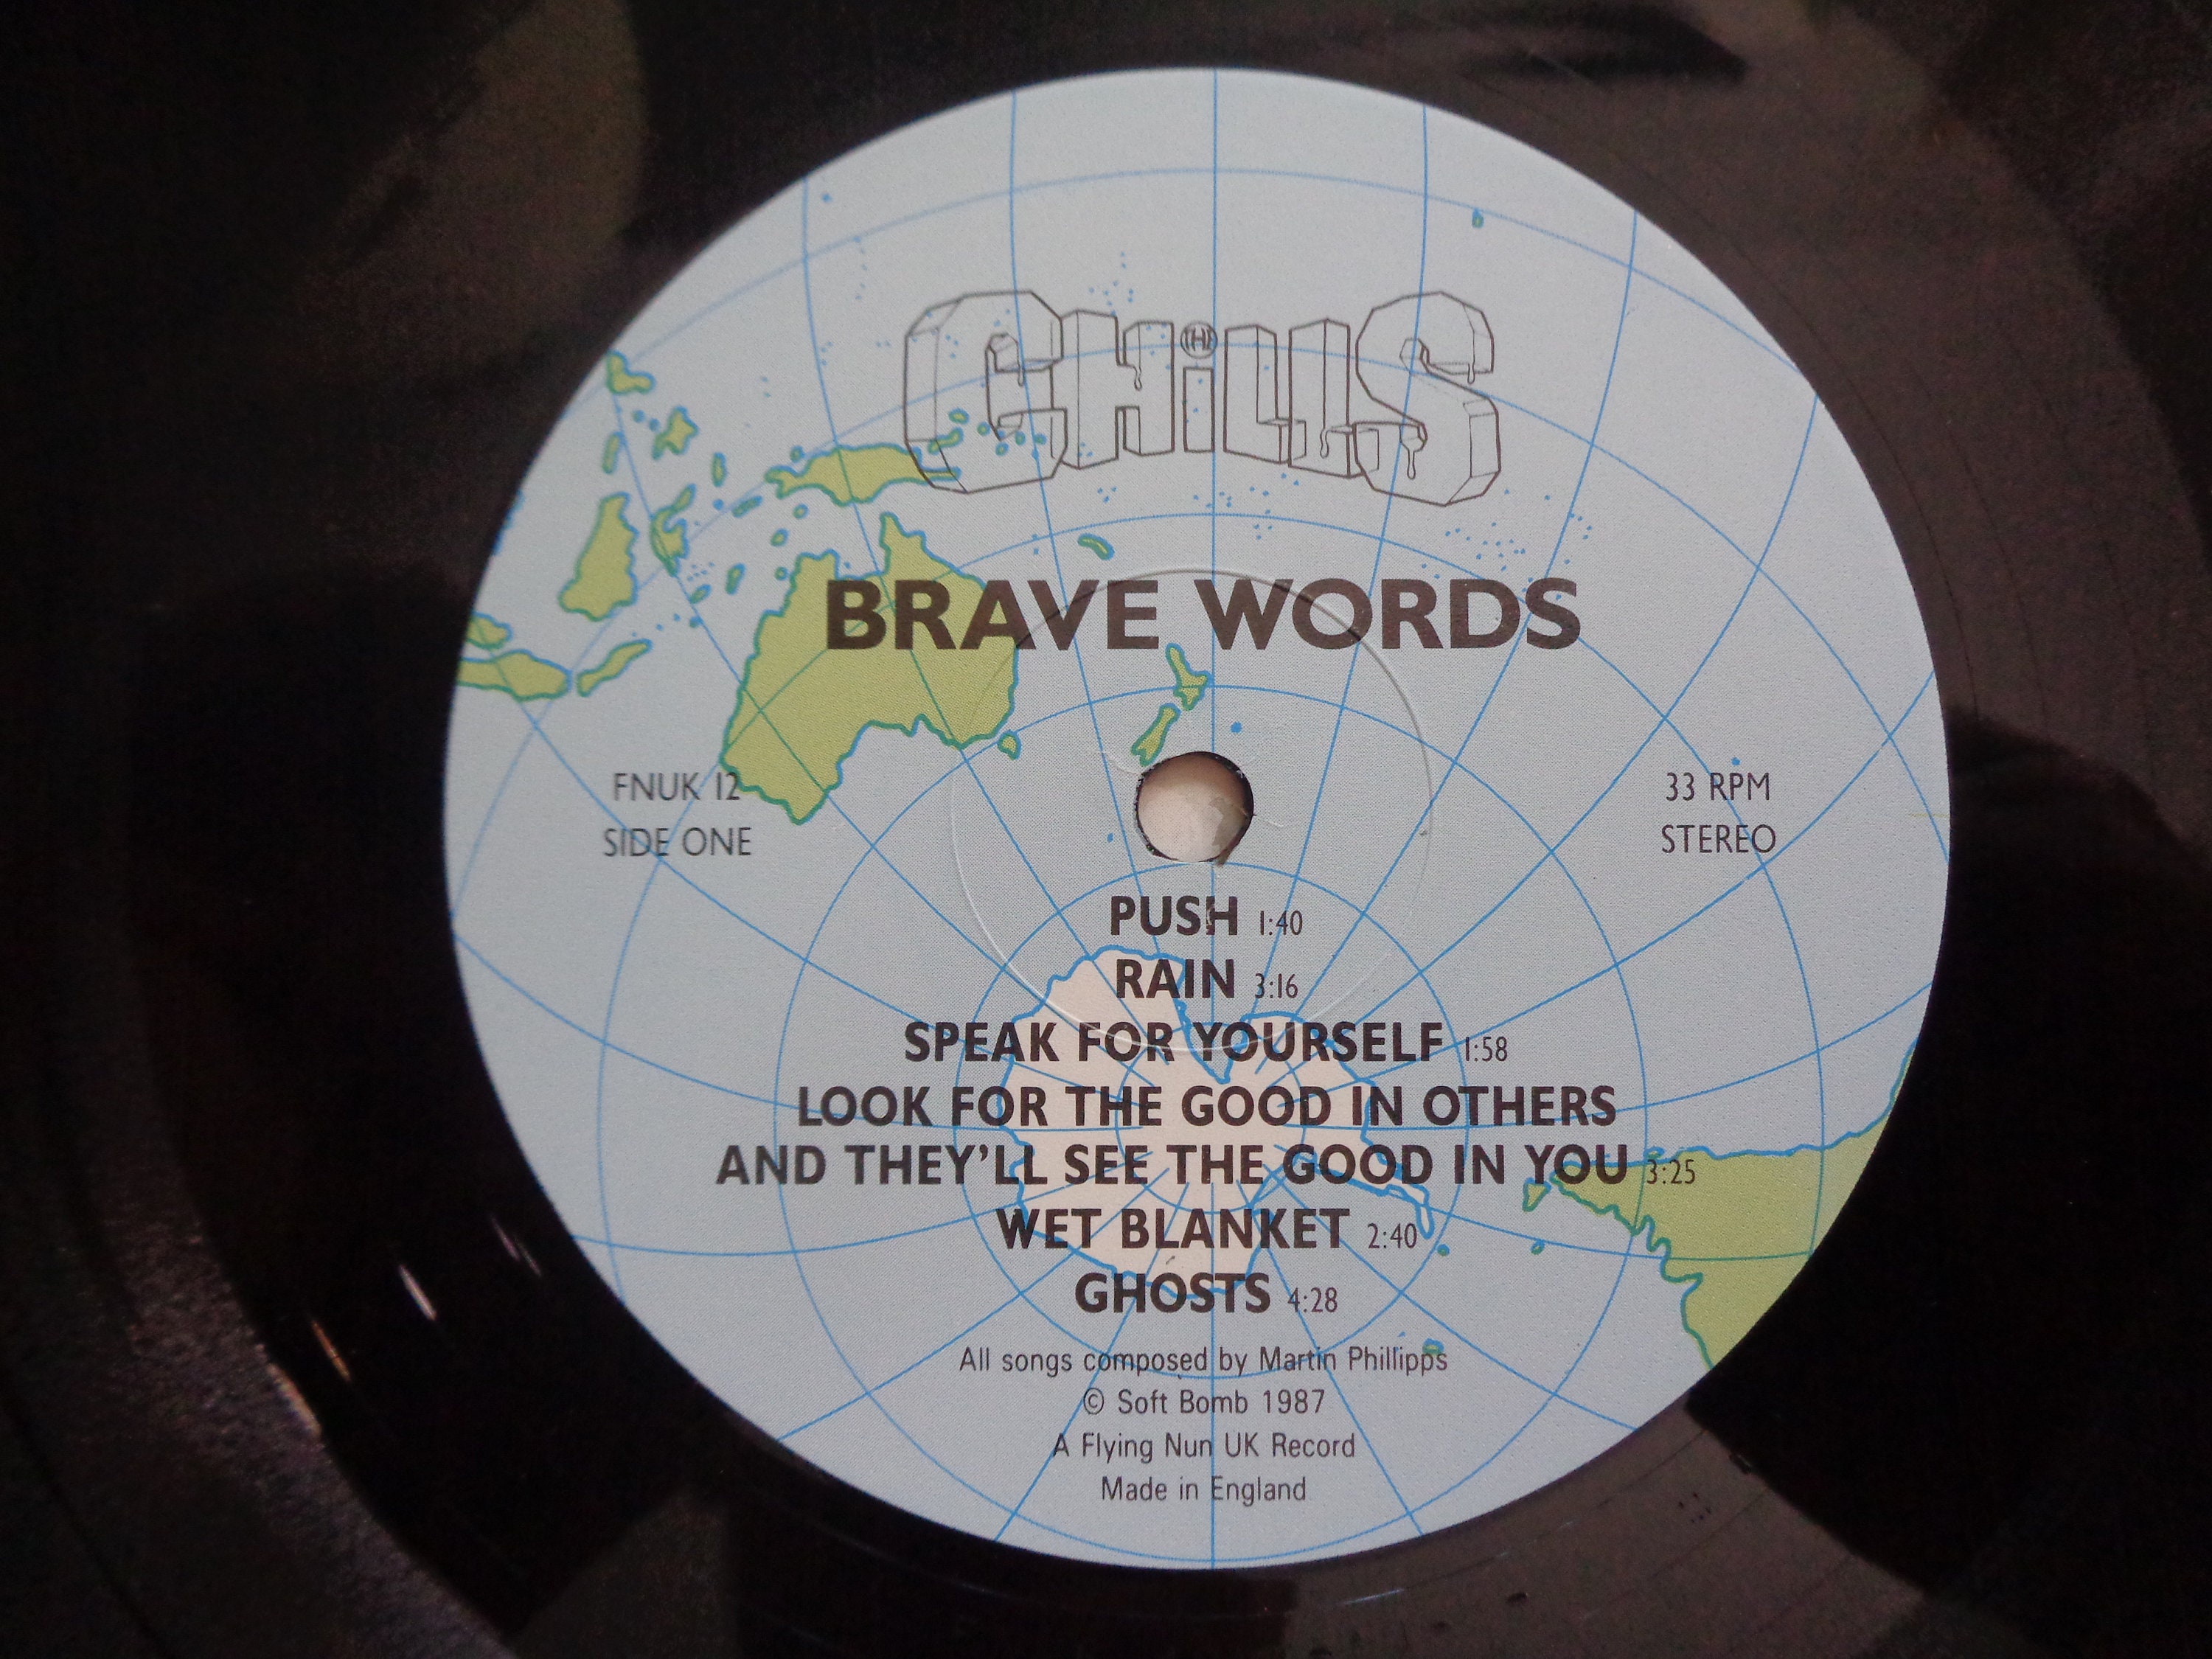 THE
CHiLLS
BRAVE WORDS
FNUK 12
SIDE ONE
33 RPM
STEREO
PUSH 1:40
RAIN 3:16
SPEAK FOR YOURSELF 1:58
LOOK FOR THE GOOD IN OTHERS
AND THEY'LL SEE THE GOOD IN YOU 3:25
WET BLANKET 2:40
GHOSTS 4:28
All songs composed by Martin Phillipps
© Soft Bomb 1987
A Flying Nun UK Record
Made in England